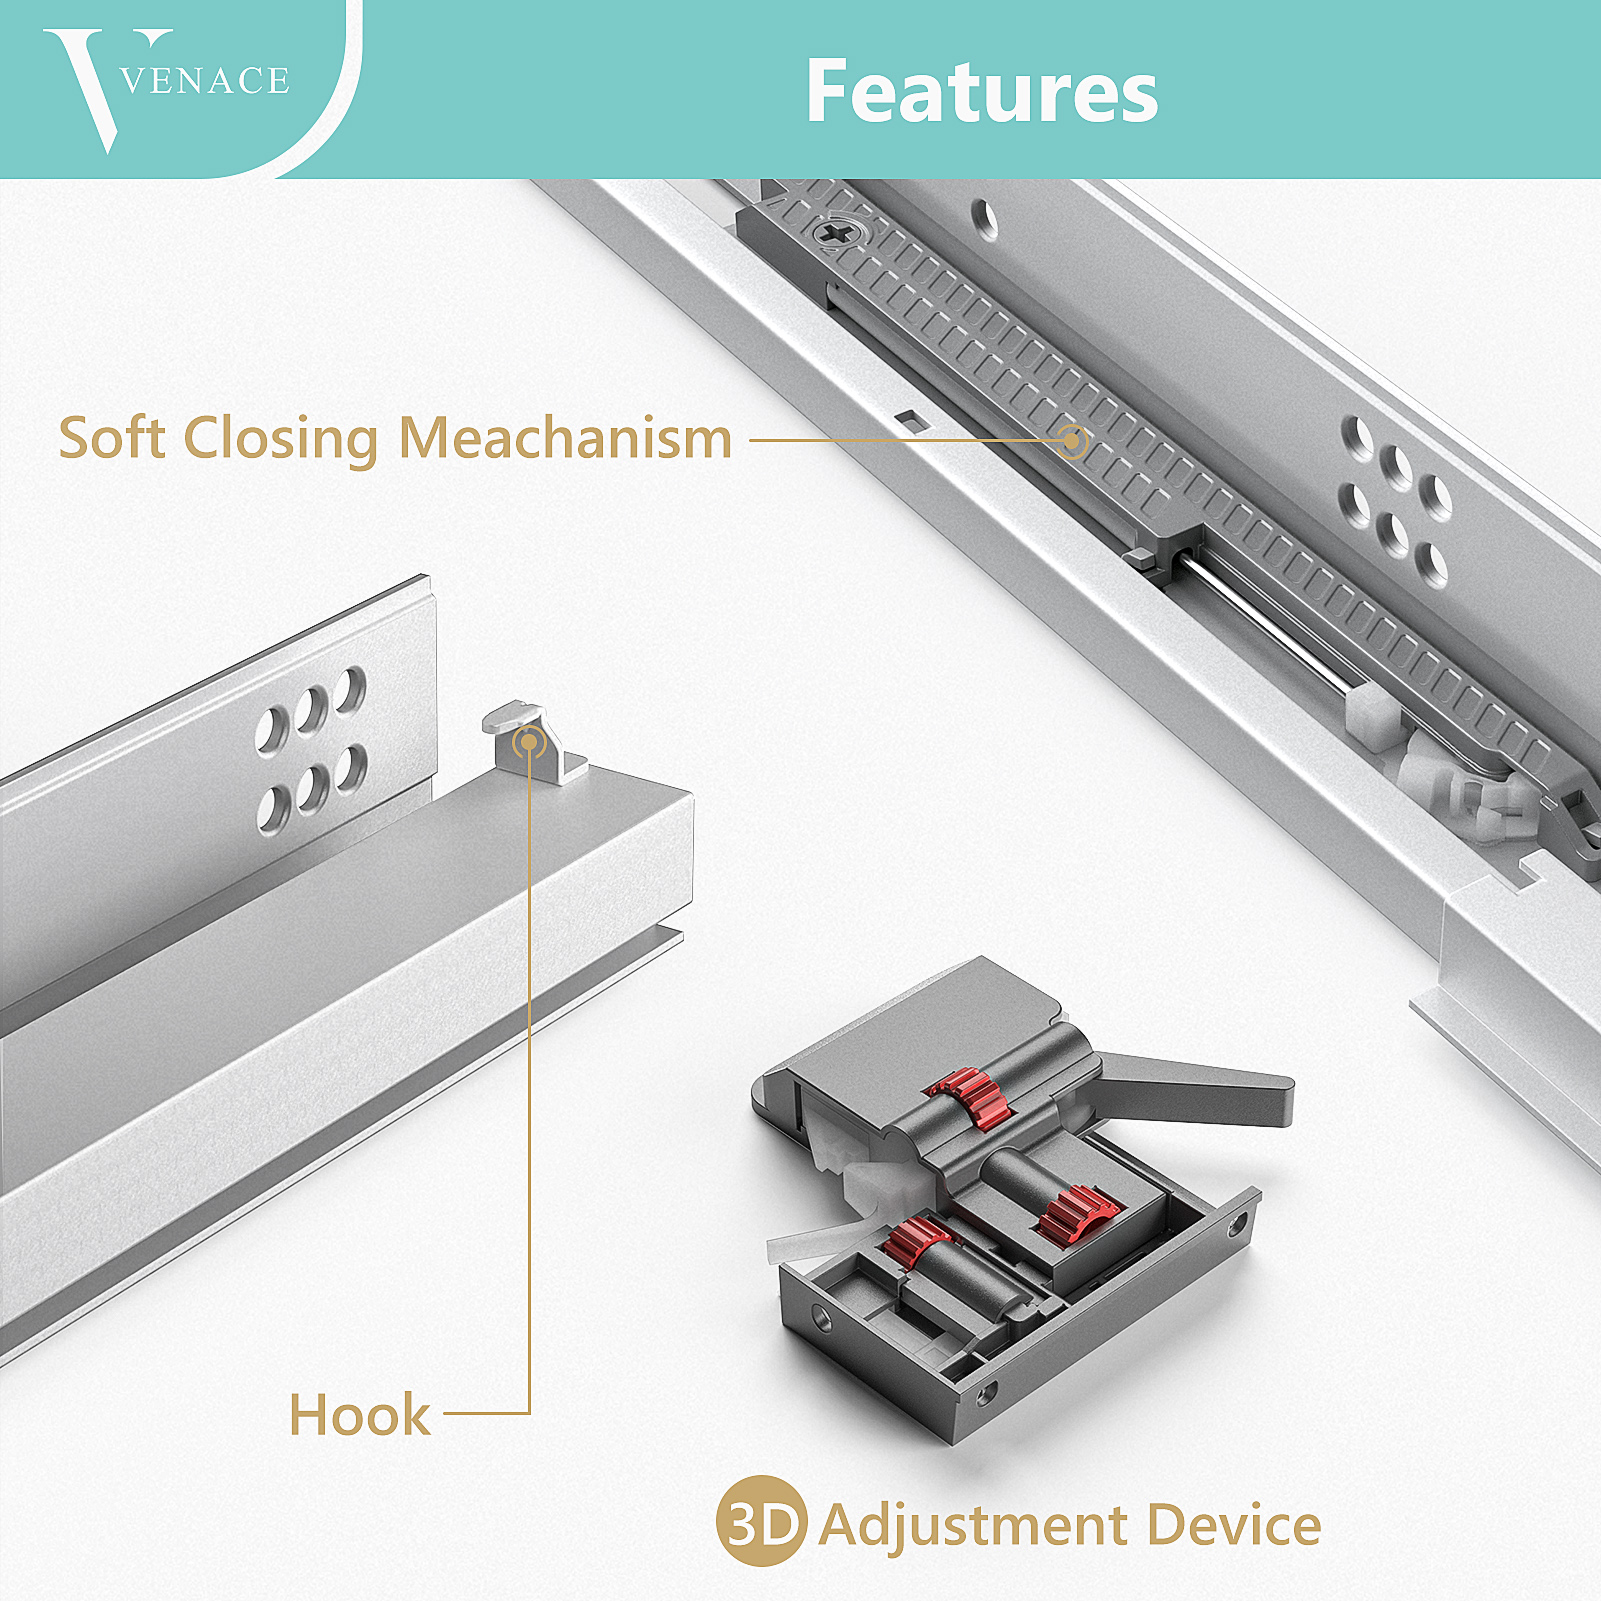 VENACE
Features
Soft Closing Meachanism
Hook
3D Adjustment Device